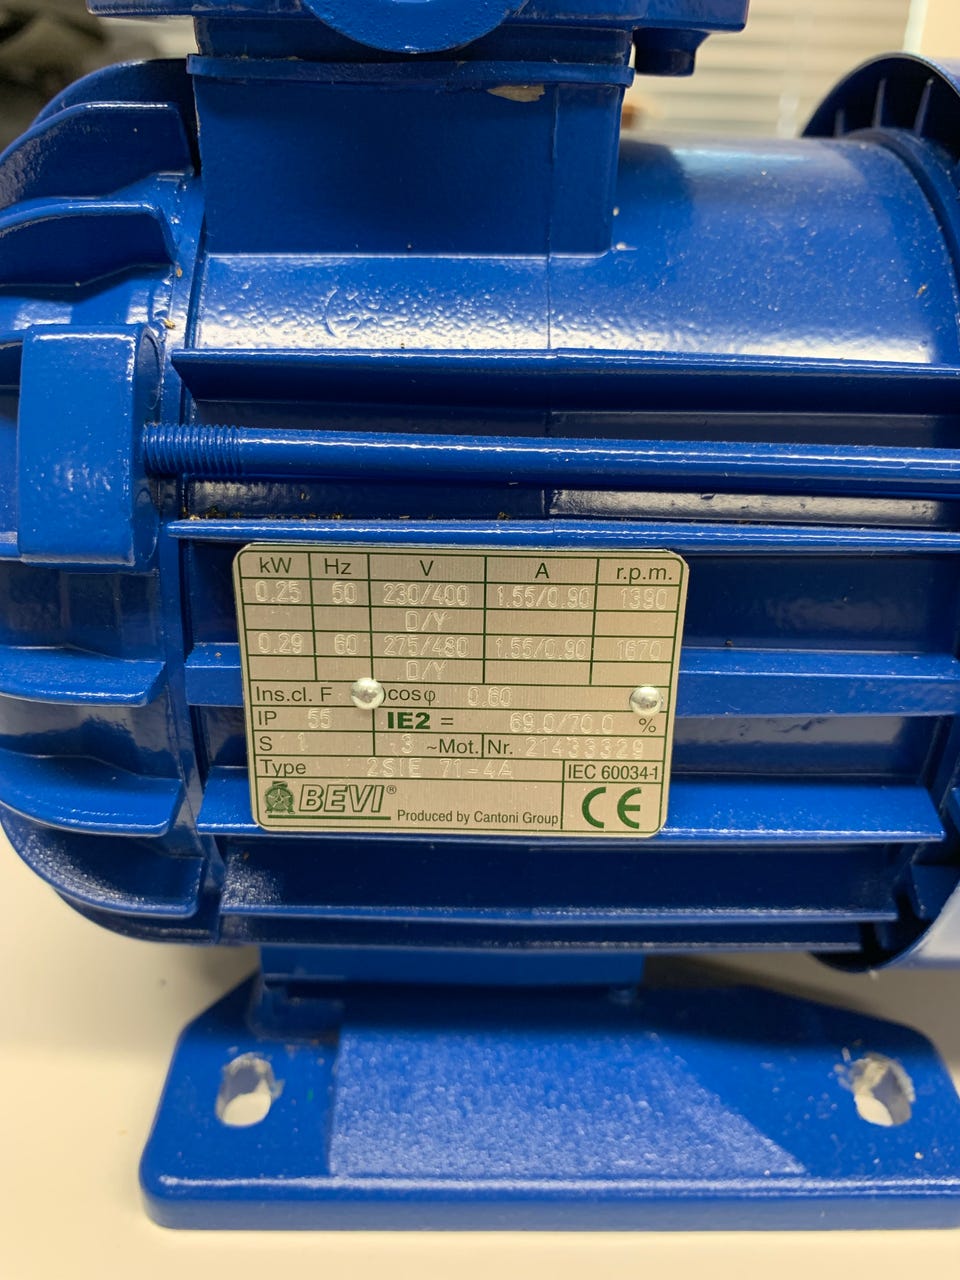 kW Hz V A r.p.m.
0.25 50 230/400 1.55/0.90 1390
D/Y
0.29 60 275/480 1.55/0.90 1670
D/Y
Ins.cl. F cosφ 0.60
IP 55 IE2 = 69.0/70.0 %
S 1 3 ~Mot. Nr. 21433329
Type 2SIE 71-4A IEC 60034-1
BEVI® Produced by Cantoni Group CE